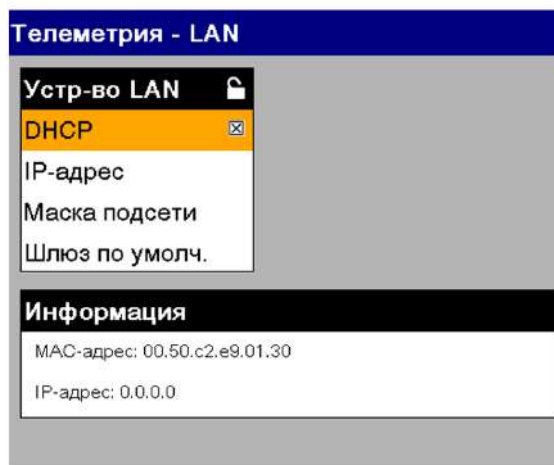 Телеметрия - LAN
Устр-во LAN
DHCP
IP-адрес
Маска подсети
Шлюз по умолч.
Информация
MAC-адрес: 00.50.c2.e9.01.30
IP-адрес: 0.0.0.0